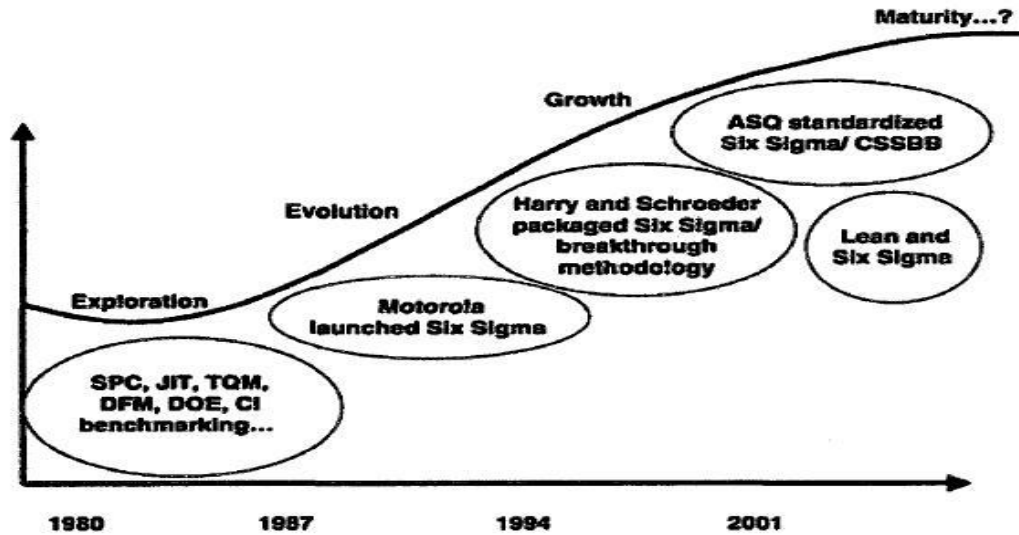 Maturity...?
Growth
ASQ standardized
Six Sigma/ CSSBB
Evolution
Harry and Schroeder
packaged Six Sigma/
breakthrough
methodology
Lean and
Six Sigma
Exploration
Motorola
launched Six Sigma
SPC, JIT, TQM,
DFM, DOE, CI
benchmarking...
1980 1987 1994 2001